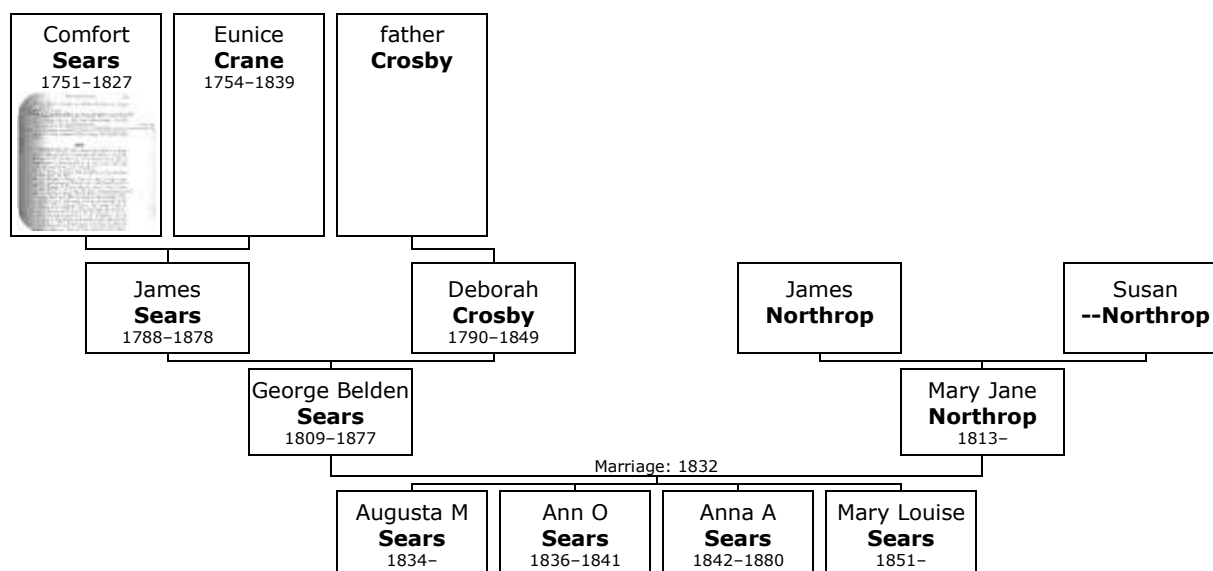 Comfort
Sears
1751–1827
Eunice
Crane
1754–1839
father
Crosby
James
Sears
1788–1878
Deborah
Crosby
1790–1849
James
Northrop
Susan
--Northrop
George Belden
Sears
1809–1877
Mary Jane
Northrop
1813–
Marriage: 1832
Augusta M
Sears
1834–
Ann O
Sears
1836–1841
Anna A
Sears
1842–1880
Mary Louise
Sears
1851–